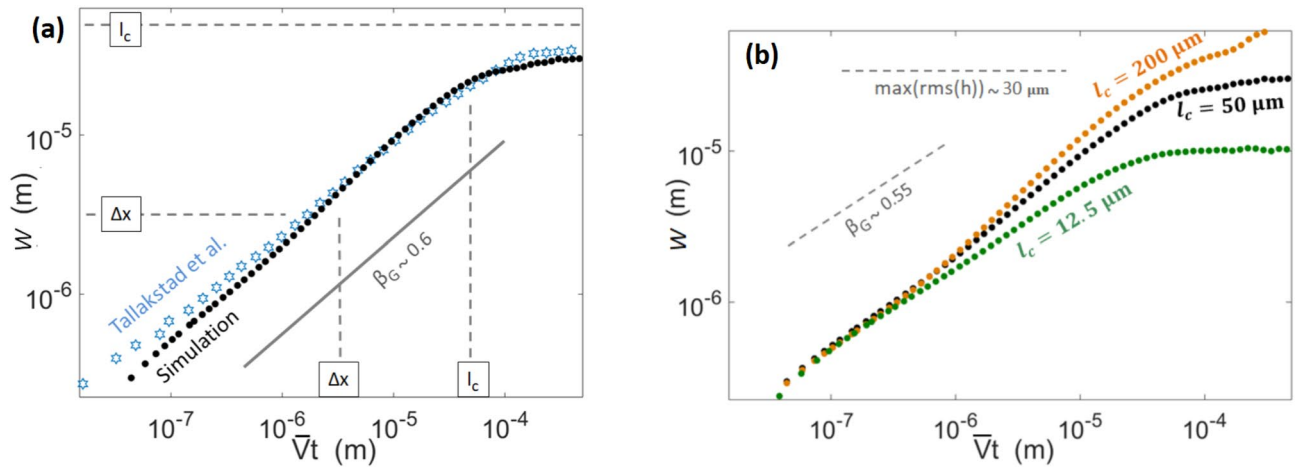 (a)
l_c
10^-5
Δx
W (m)
10^-6
Tallakstad et al.
Simulation
β_G ~ 0.6
Δx
l_c
10^-7
10^-6
10^-5
10^-4
V̅t (m)
(b)
max(rms(h)) ~ 30 μm
l_c = 200 μm
l_c = 50 μm
10^-5
W (m)
β_G ~ 0.55
l_c = 12.5 μm
10^-6
10^-7
10^-6
10^-5
10^-4
V̅t (m)